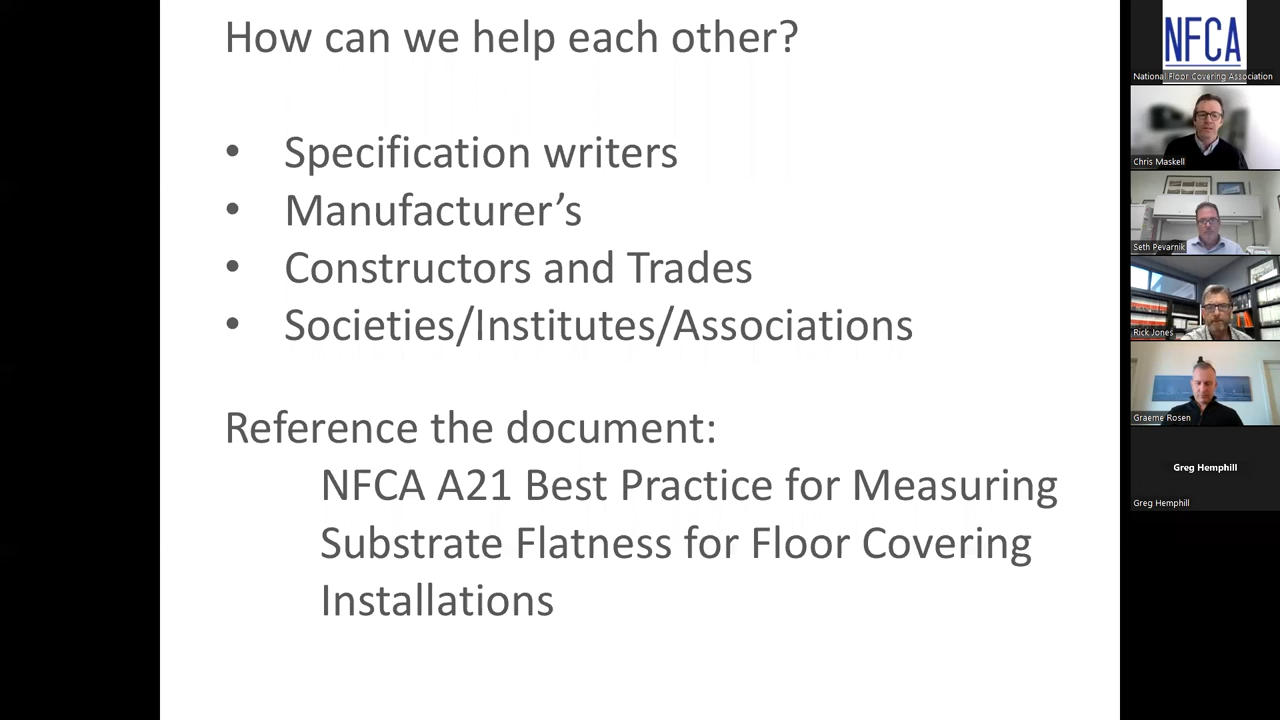 How can we help each other?
• Specification writers
• Manufacturer’s
• Constructors and Trades
• Societies/Institutes/Associations
Reference the document:
NFCA A21 Best Practice for Measuring
Substrate Flatness for Floor Covering
Installations
NFCA
National Floor Covering Association
Chris Maskell
Seth Pevarnik
Rick Jones
Graeme Rosen
Greg Hemphill
Greg Hemphill